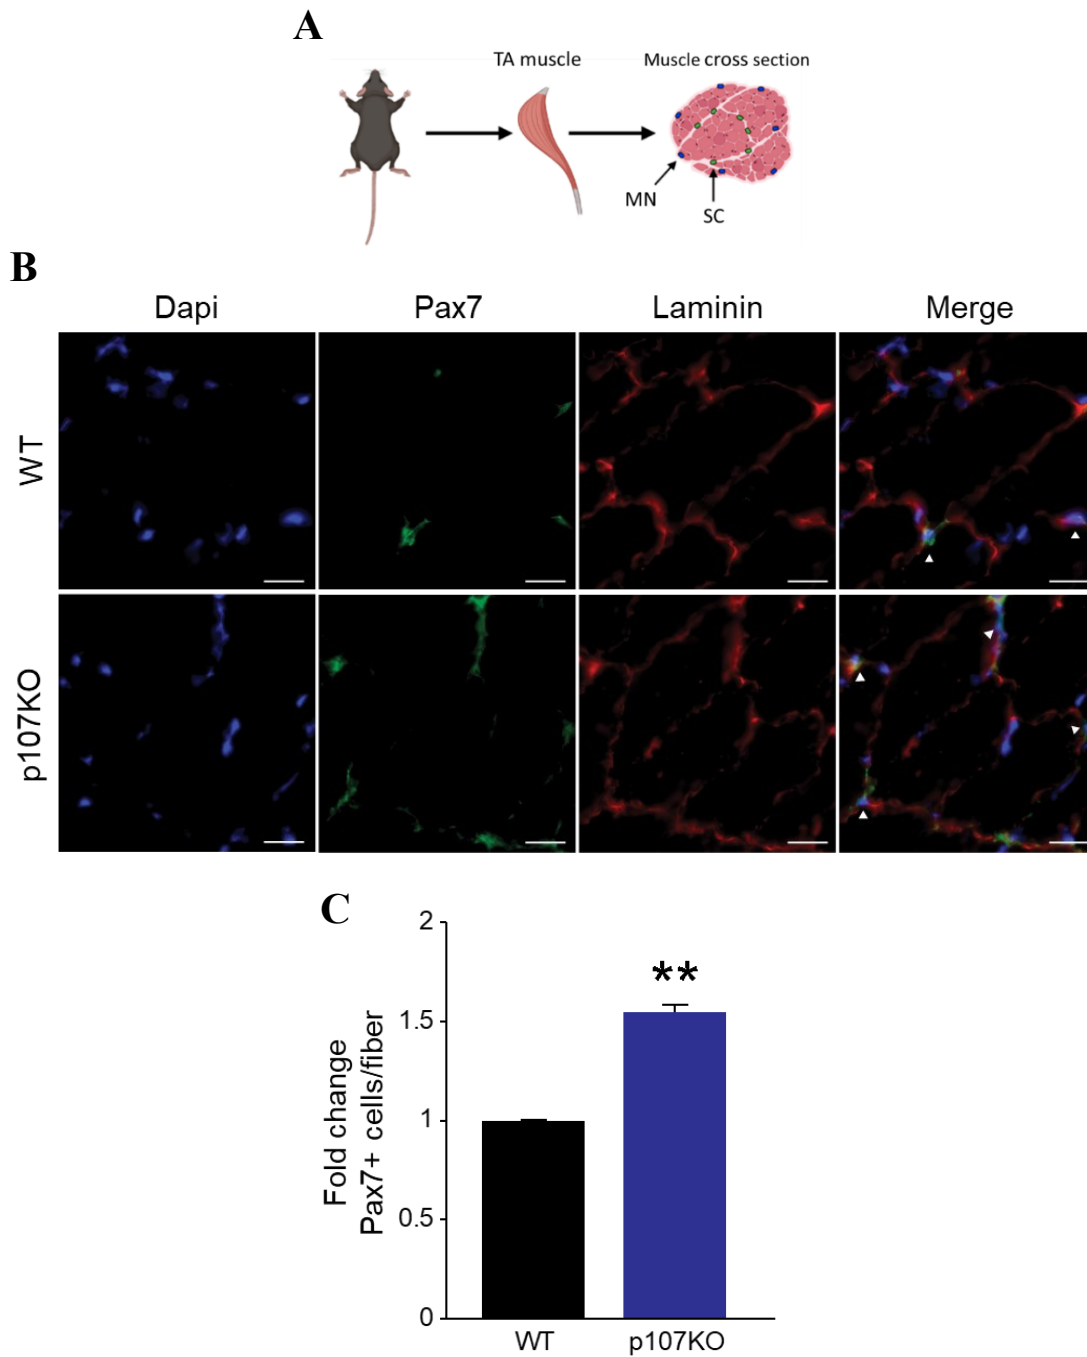 A
TA muscle
Muscle cross section
MN
SC
B
Dapi
Pax7
Laminin
Merge
WT
p107KO
C
Fold change
Pax7+ cells/fiber
2
1.5
1
0.5
0
**
WT
p107KO